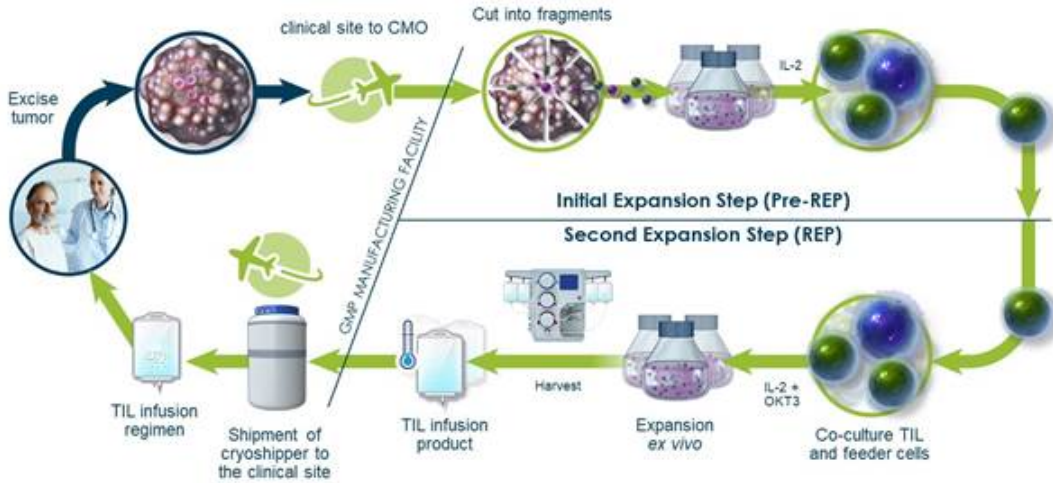 clinical site to CMO
Cut into fragments
IL-2
Excise
tumor
Initial Expansion Step (Pre-REP)
Second Expansion Step (REP)
GMP MANUFACTURING FACILITY
TIL infusion
regimen
Shipment of
cryoshipper to
the clinical site
TIL infusion
product
Harvest
Expansion
ex vivo
IL-2 +
OKT3
Co-culture TIL
and feeder cells